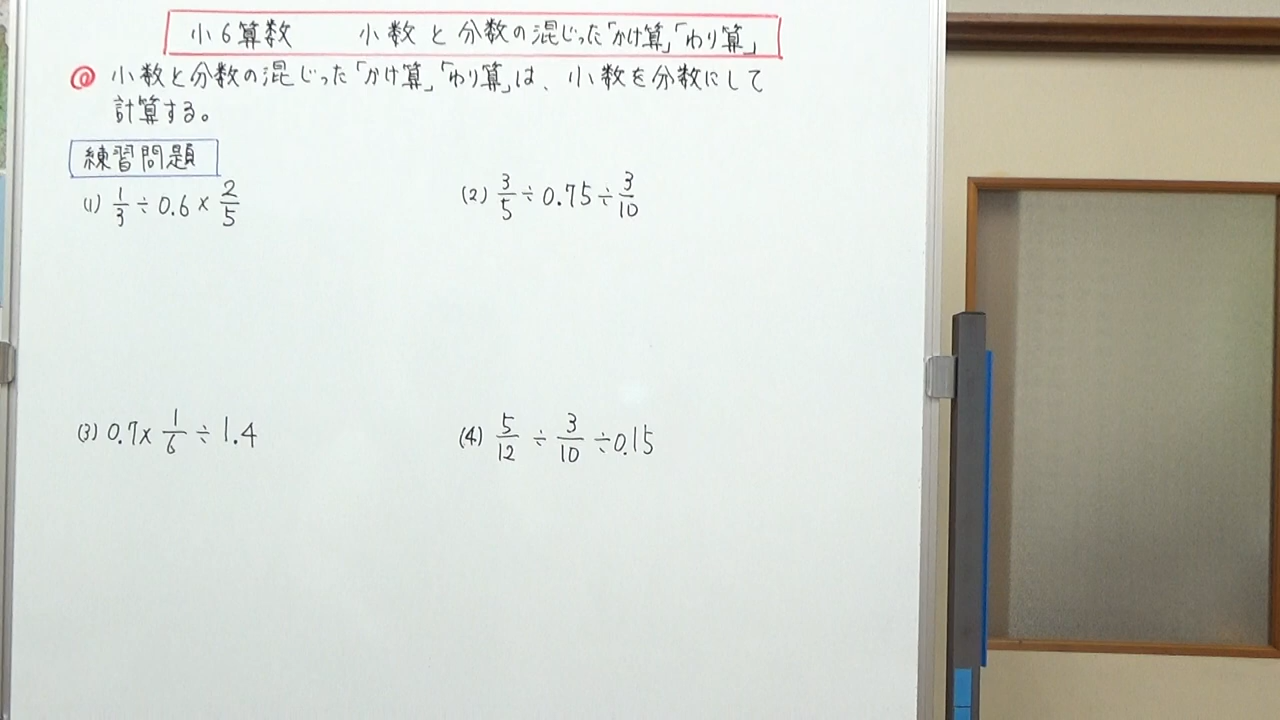 小6算数 小数と分数の混じった「かけ算」「わり算」
◎ 小数と分数の混じった「かけ算」「わり算」は、小数を分数にして
計算する。
練習問題
(1) 1/3 ÷ 0.6 × 2/5
(2) 3/5 ÷ 0.75 ÷ 3/10
(3) 0.7 × 1/6 ÷ 1.4
(4) 5/12 ÷ 3/10 ÷ 0.15